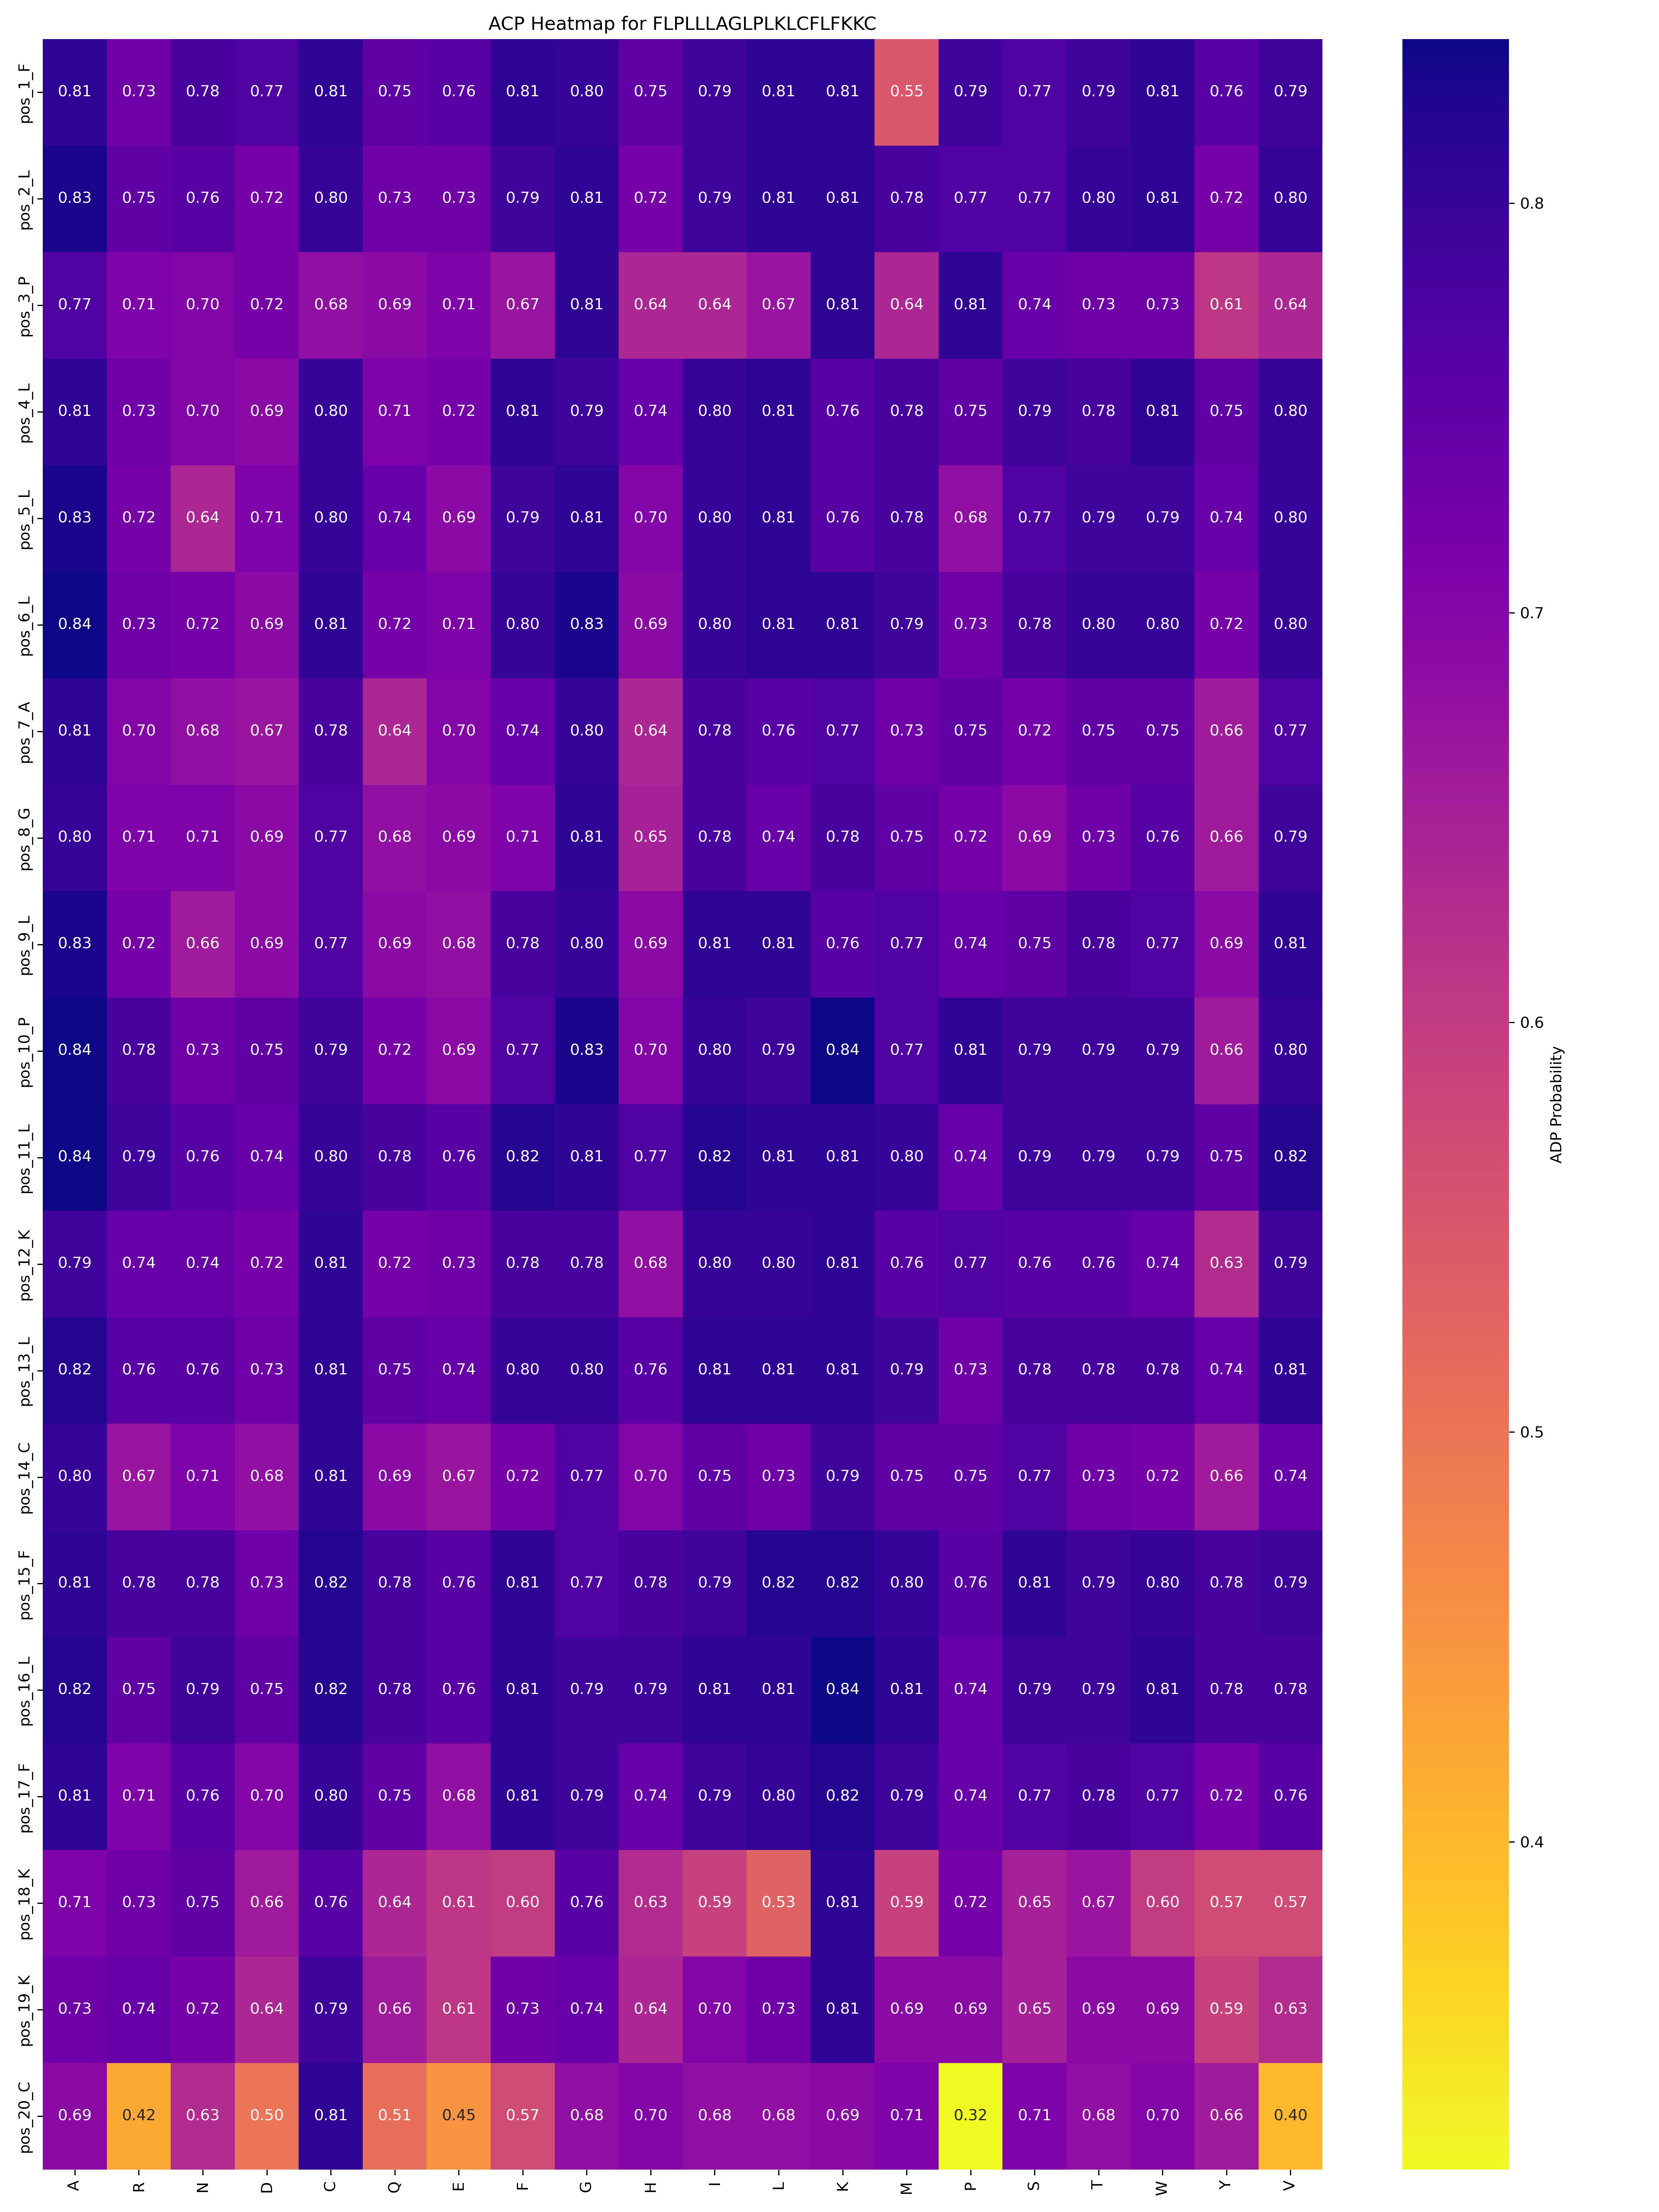 ACP Heatmap for FLPLLLAGLPLKLCFLFKKC
pos_1_F 0.81 0.73 0.78 0.77 0.81 0.75 0.76 0.81 0.80 0.75 0.79 0.81 0.81 0.55 0.79 0.77 0.79 0.81 0.76 0.79
pos_2_L 0.83 0.75 0.76 0.72 0.80 0.73 0.73 0.79 0.81 0.72 0.79 0.81 0.81 0.78 0.77 0.77 0.80 0.81 0.72 0.80
pos_3_P 0.77 0.71 0.70 0.72 0.68 0.69 0.71 0.67 0.81 0.64 0.64 0.67 0.81 0.64 0.81 0.74 0.73 0.73 0.61 0.64
pos_4_L 0.81 0.73 0.70 0.69 0.80 0.71 0.72 0.81 0.79 0.74 0.80 0.81 0.76 0.78 0.75 0.79 0.78 0.81 0.75 0.80
pos_5_L 0.83 0.72 0.64 0.71 0.80 0.74 0.69 0.79 0.81 0.70 0.80 0.81 0.76 0.78 0.68 0.77 0.79 0.79 0.74 0.80
pos_6_L 0.84 0.73 0.72 0.69 0.81 0.72 0.71 0.80 0.83 0.69 0.80 0.81 0.81 0.79 0.73 0.78 0.80 0.80 0.72 0.80
pos_7_A 0.81 0.70 0.68 0.67 0.78 0.64 0.70 0.74 0.80 0.64 0.78 0.76 0.77 0.73 0.75 0.72 0.75 0.75 0.66 0.77
pos_8_G 0.80 0.71 0.71 0.69 0.77 0.68 0.69 0.71 0.81 0.65 0.78 0.74 0.78 0.75 0.72 0.69 0.73 0.76 0.66 0.79
pos_9_L 0.83 0.72 0.66 0.69 0.77 0.69 0.68 0.78 0.80 0.69 0.81 0.81 0.76 0.77 0.74 0.75 0.78 0.77 0.69 0.81
pos_10_P 0.84 0.78 0.73 0.75 0.79 0.72 0.69 0.77 0.83 0.70 0.80 0.79 0.84 0.77 0.81 0.79 0.79 0.79 0.66 0.80
pos_11_L 0.84 0.79 0.76 0.74 0.80 0.78 0.76 0.82 0.81 0.77 0.82 0.81 0.81 0.80 0.74 0.79 0.79 0.79 0.75 0.82
pos_12_K 0.79 0.74 0.74 0.72 0.81 0.72 0.73 0.78 0.78 0.68 0.80 0.80 0.81 0.76 0.77 0.76 0.76 0.74 0.63 0.79
pos_13_L 0.82 0.76 0.76 0.73 0.81 0.75 0.74 0.80 0.80 0.76 0.81 0.81 0.81 0.79 0.73 0.78 0.78 0.78 0.74 0.81
pos_14_C 0.80 0.67 0.71 0.68 0.81 0.69 0.67 0.72 0.77 0.70 0.75 0.73 0.79 0.75 0.75 0.77 0.73 0.72 0.66 0.74
pos_15_F 0.81 0.78 0.78 0.73 0.82 0.78 0.76 0.81 0.77 0.78 0.79 0.82 0.82 0.80 0.76 0.81 0.79 0.80 0.78 0.79
pos_16_L 0.82 0.75 0.79 0.75 0.82 0.78 0.76 0.81 0.79 0.79 0.81 0.81 0.84 0.81 0.74 0.79 0.79 0.81 0.78 0.78
pos_17_F 0.81 0.71 0.76 0.70 0.80 0.75 0.68 0.81 0.79 0.74 0.79 0.80 0.82 0.79 0.74 0.77 0.78 0.77 0.72 0.76
pos_18_K 0.71 0.73 0.75 0.66 0.76 0.64 0.61 0.60 0.76 0.63 0.59 0.53 0.81 0.59 0.72 0.65 0.67 0.60 0.57 0.57
pos_19_K 0.73 0.74 0.72 0.64 0.79 0.66 0.61 0.73 0.74 0.64 0.70 0.73 0.81 0.69 0.69 0.65 0.69 0.69 0.59 0.63
pos_20_C 0.69 0.42 0.63 0.50 0.81 0.51 0.45 0.57 0.68 0.70 0.68 0.68 0.69 0.71 0.32 0.71 0.68 0.70 0.66 0.40
A R N D C Q E F G H I L K M P S T W Y V
0.8
0.7
0.6
0.5
0.4
ADP Probability